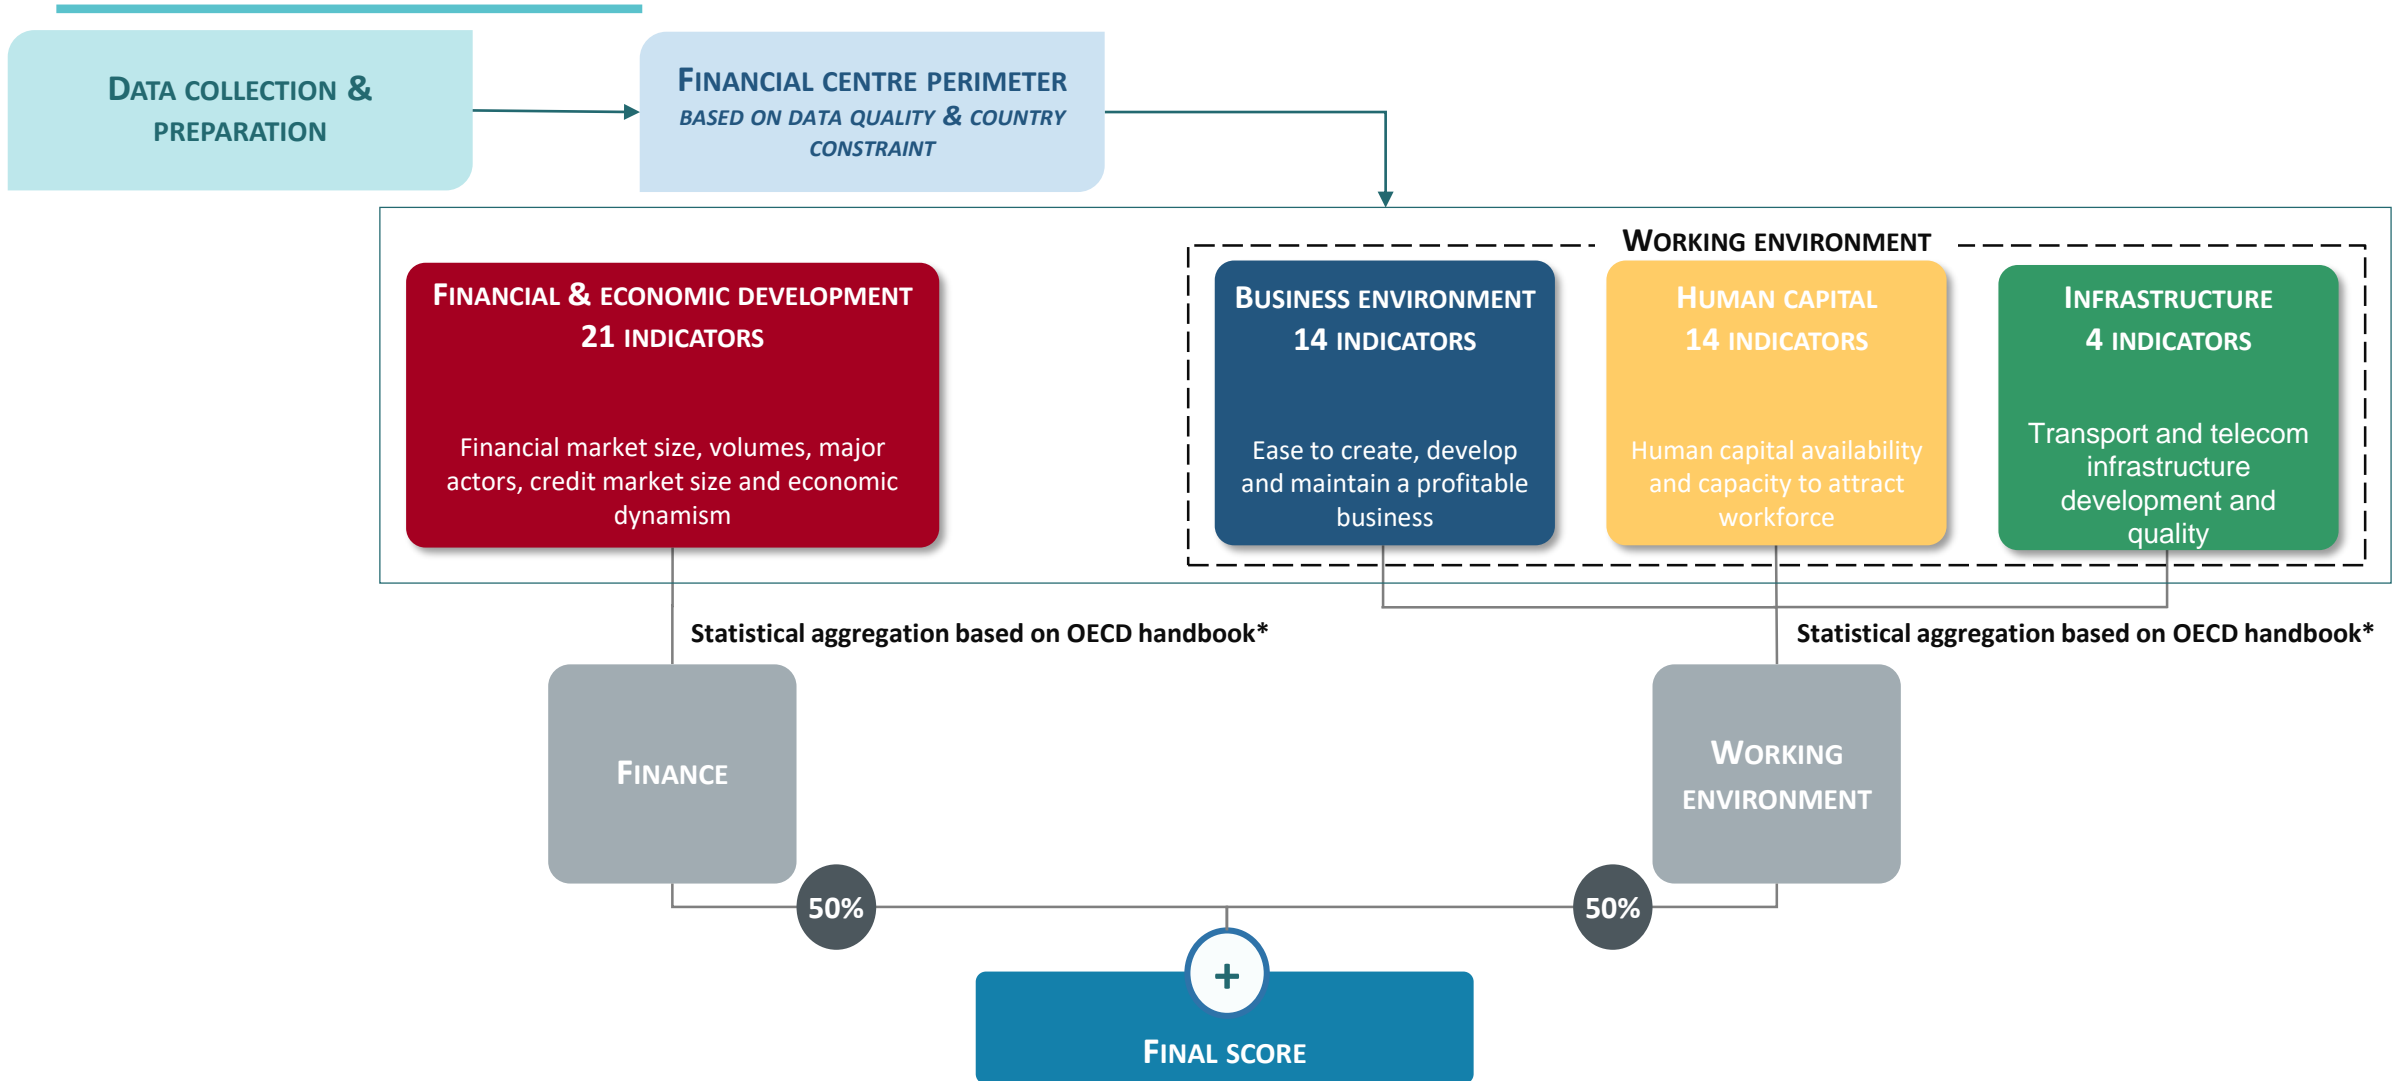 DATA COLLECTION &
PREPARATION
FINANCIAL CENTRE PERIMETER
BASED ON DATA QUALITY & COUNTRY
CONSTRAINT
WORKING ENVIRONMENT
FINANCIAL & ECONOMIC DEVELOPMENT
21 INDICATORS
Financial market size, volumes, major
actors, credit market size and economic
dynamism
BUSINESS ENVIRONMENT
14 INDICATORS
Ease to create, develop
and maintain a profitable
business
HUMAN CAPITAL
14 INDICATORS
Human capital availability
and capacity to attract
workforce
INFRASTRUCTURE
4 INDICATORS
Transport and telecom
infrastructure
development and
quality
Statistical aggregation based on OECD handbook*
Statistical aggregation based on OECD handbook*
FINANCE
WORKING
ENVIRONMENT
50%
50%
+
FINAL SCORE